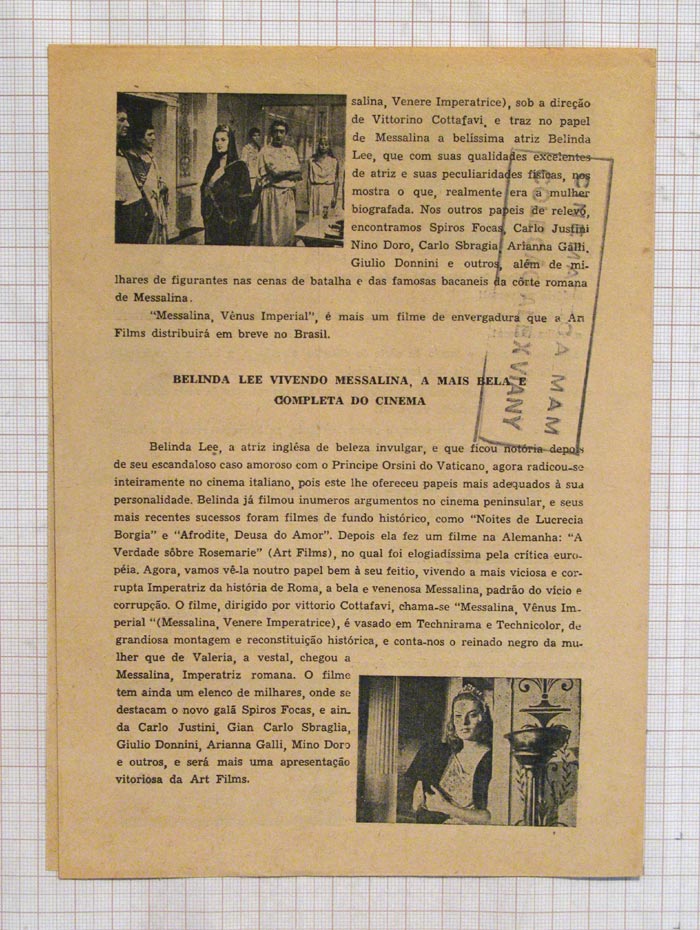 salina, Venere Imperatrice), sob a direção
de Vittorino Cottafavi, e traz no papel
de Messalina a belíssima atriz Belinda
Lee, que com suas qualidades excelentes
de atriz e suas peculiaridades físicas, nos
mostra o que, realmente era a mulher
biografada. Nos outros papeis de relevo,
encontramos Spiros Focas, Carlo Justini
Nino Doro, Carlo Sbragia, Arianna Galli,
Giulio Donnini e outros, além de mi-
lhares de figurantes nas cenas de batalha e das famosas bacaneis da côrte romana
de Messalina.
"Messalina, Vênus Imperial", é mais um filme de envergadura que a Art
Films distribuirá em breve no Brasil.
BELINDA LEE VIVENDO MESSALINA, A MAIS BELA E
COMPLETA DO CINEMA
Belinda Lee, a atriz inglêsa de beleza invulgar, e que ficou notória depois
de seu escandaloso caso amoroso com o Principe Orsini do Vaticano, agora radicou-se
inteiramente no cinema italiano, pois este lhe ofereceu papeis mais adequados à sua
personalidade. Belinda já filmou inumeros argumentos no cinema peninsular, e seus
mais recentes sucessos foram filmes de fundo histórico, como "Noites de Lucrecia
Borgia" e "Afrodite, Deusa do Amor". Depois ela fez um filme na Alemanha: "A
Verdade sôbre Rosemarie" (Art Films), no qual foi elogiadíssima pela crítica euro-
péia. Agora, vamos vê-la noutro papel bem à seu feitio, vivendo a mais viciosa e cor-
rupta Imperatriz da história de Roma, a bela e venenosa Messalina, padrão do vício e
corrupção. O filme, dirigido por vittorio Cottafavi, chama-se "Messalina, Vênus Im-
perial "(Messalina, Venere Imperatrice), é vasado em Technirama e Technicolor, de
grandiosa montagem e reconstituição histórica, e conta-nos o reinado negro da mu-
lher que de Valeria, a vestal, chegou a
Messalina, Imperatriz romana. O filme
tem ainda um elenco de milhares, onde se
destacam o novo galã Spiros Focas, e ain-
da Carlo Justini, Gian Carlo Sbraglia,
Giulio Donnini, Arianna Galli, Mino Doro
e outros, e será mais uma apresentação
vitoriosa da Art Films.
CINEMATECA MAM
COLEÇÃO ALEX VIANY